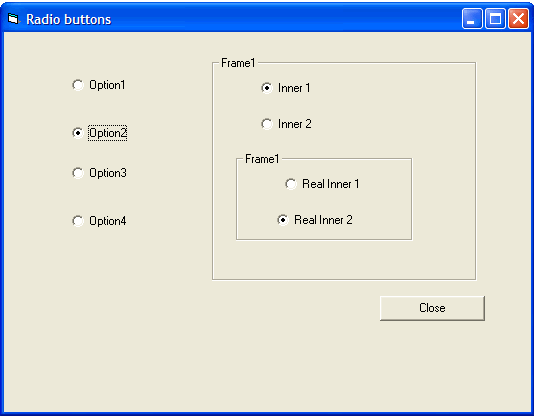 Radio buttons
Option1
Option2
Option3
Option4
Frame1
Inner 1
Inner 2
Frame1
Real Inner 1
Real Inner 2
Close